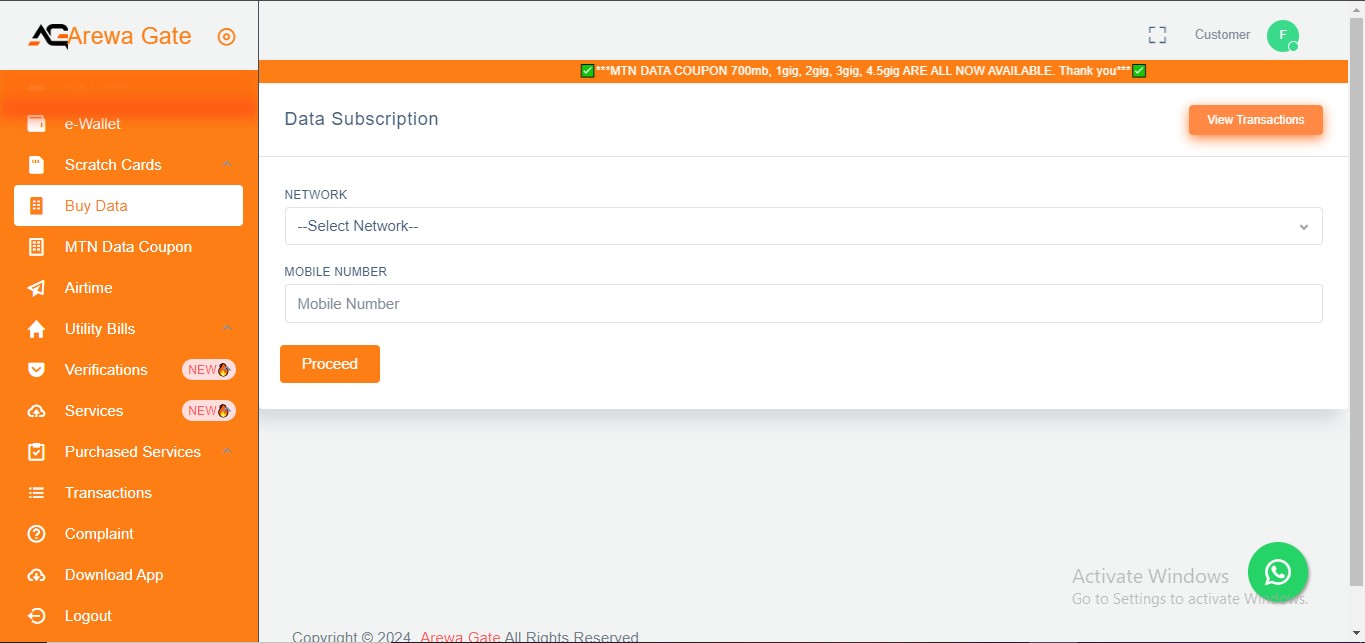 AG Arewa Gate
Customer
F
***MTN DATA COUPON 700mb, 1gig, 2gig, 3gig, 4.5gig ARE ALL NOW AVAILABLE. Thank you***
e-Wallet
Scratch Cards
Buy Data
MTN Data Coupon
Airtime
Utility Bills
Verifications NEW
Services NEW
Purchased Services
Transactions
Complaint
Download App
Logout
Data Subscription
View Transactions
NETWORK
--Select Network--
MOBILE NUMBER
Mobile Number
Proceed
Activate Windows
Go to Settings to activate Windows.
Copyright © 2024 Arewa Gate All Rights Reserved